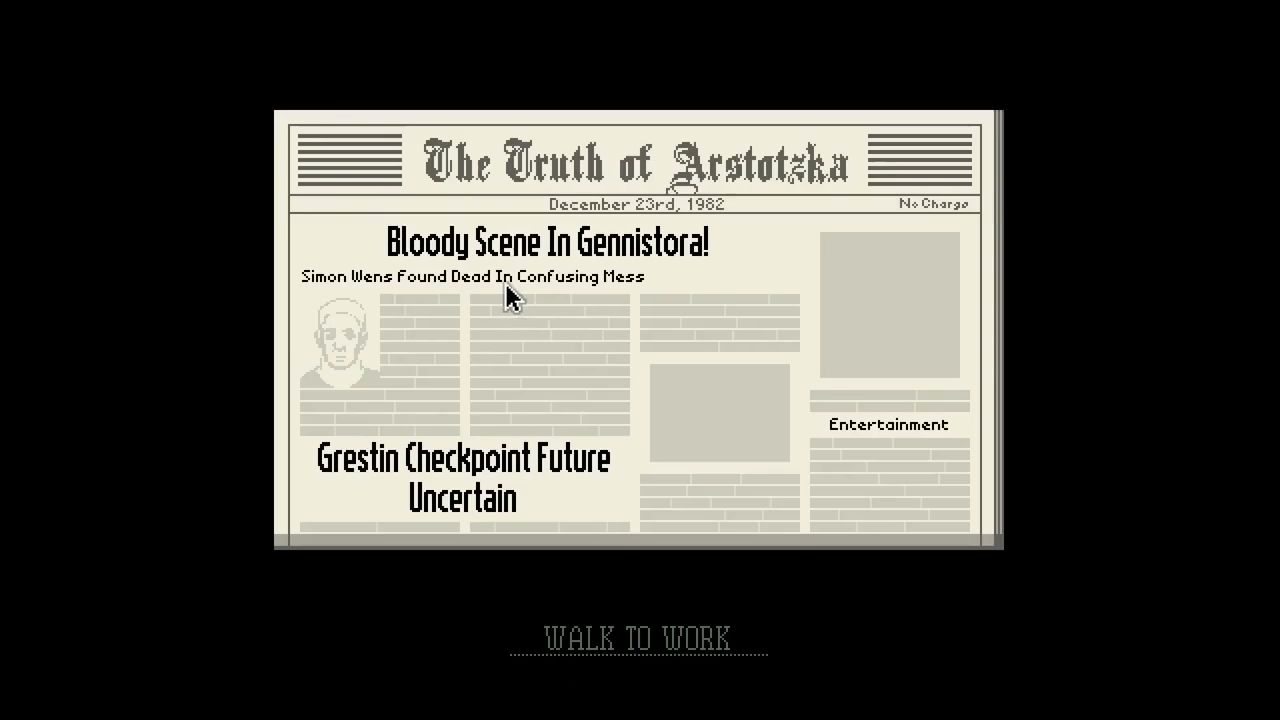 The Truth of Arstotzka
December 23rd, 1982
No Charge
Bloody Scene In Gennistora!
Simon Wens Found Dead In Confusing Mess
Entertainment
Grestin Checkpoint Future
Uncertain
WALK TO WORK